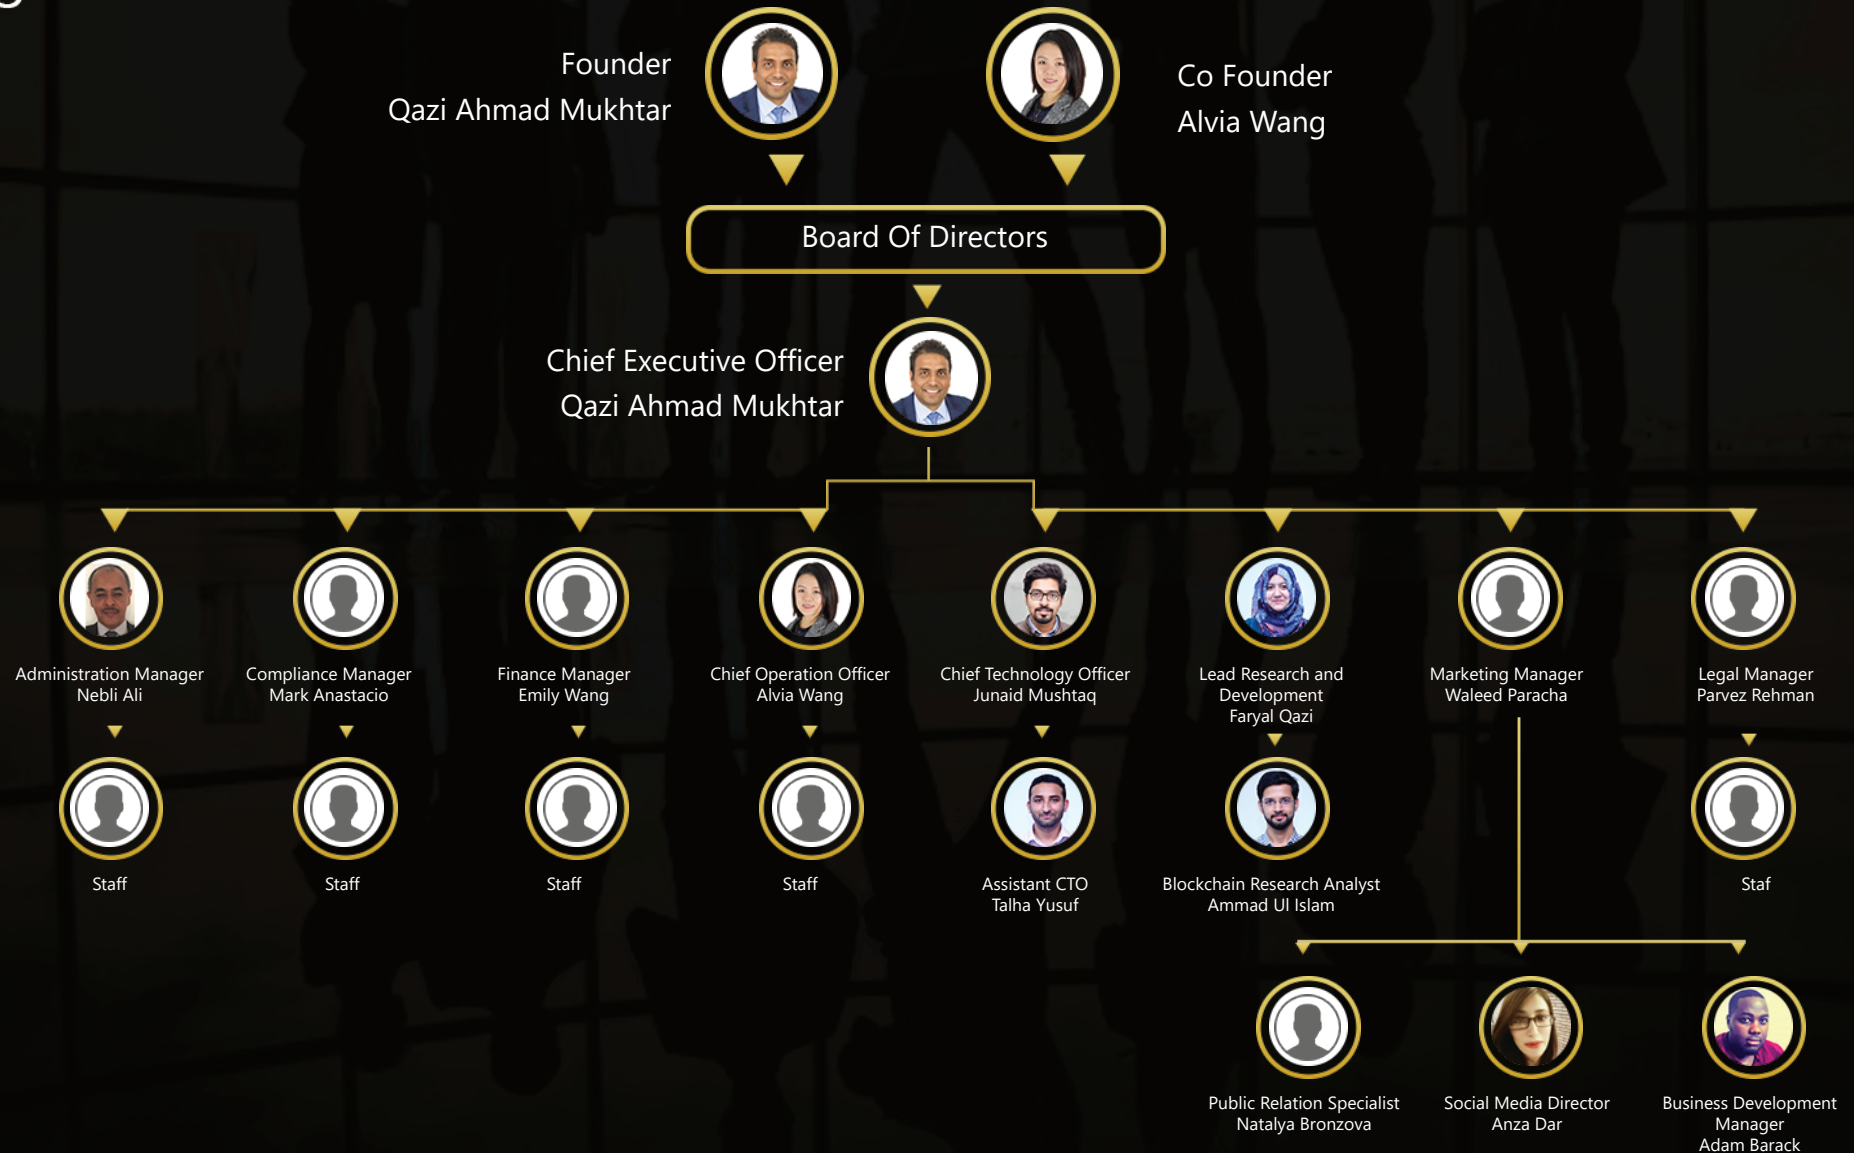 Founder
Qazi Ahmad Mukhtar
Co Founder
Alvia Wang
Board Of Directors
Chief Executive Officer
Qazi Ahmad Mukhtar
Administration Manager
Nebli Ali
Compliance Manager
Mark Anastacio
Finance Manager
Emily Wang
Chief Operation Officer
Alvia Wang
Chief Technology Officer
Junaid Mushtaq
Lead Research and
Development
Faryal Qazi
Marketing Manager
Waleed Paracha
Legal Manager
Parvez Rehman
Staff
Staff
Staff
Staff
Assistant CTO
Talha Yusuf
Blockchain Research Analyst
Ammad Ul Islam
Staf
Public Relation Specialist
Natalya Bronzova
Social Media Director
Anza Dar
Business Development
Manager
Adam Barack